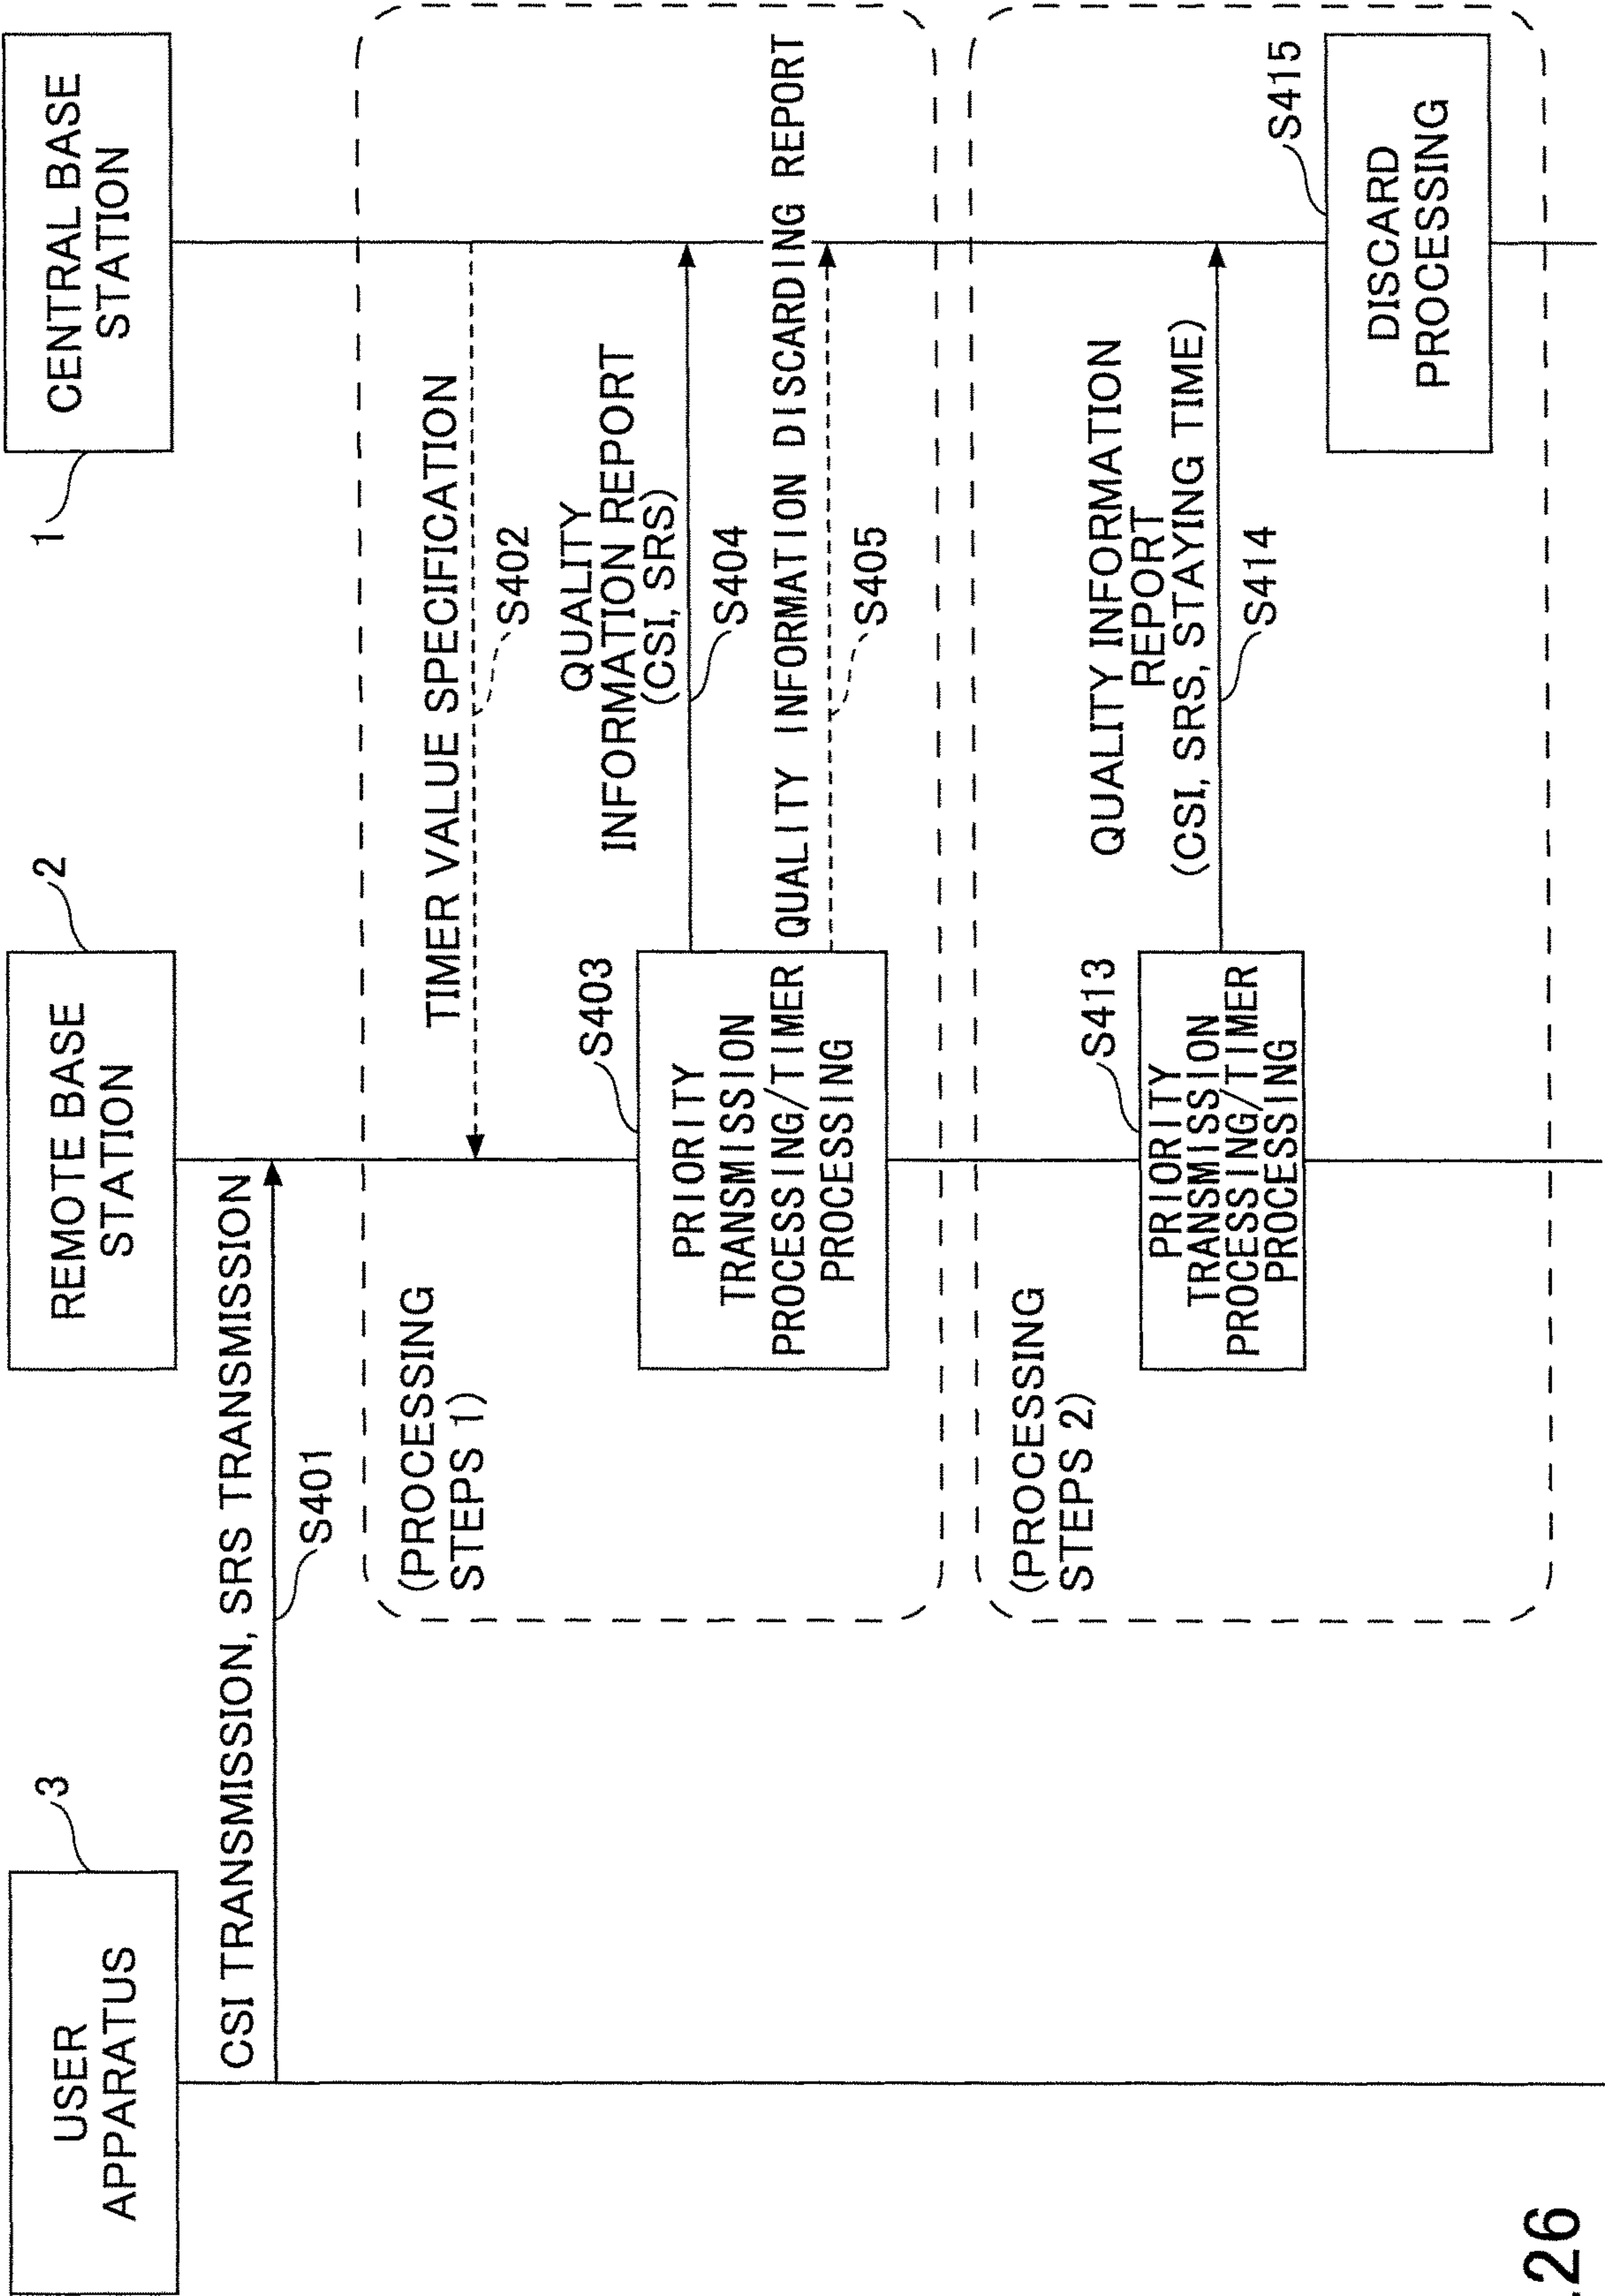 USER
APPARATUS
3
REMOTE BASE
STATION
2
CENTRAL BASE
STATION
1
CSI TRANSMISSION, SRS TRANSMISSION
S401
(PROCESSING
STEPS 1)
TIMER VALUE SPECIFICATION
S402
S403
PRIORITY
TRANSMISSION
PROCESSING/TIMER
PROCESSING
QUALITY
INFORMATION REPORT
(CSI, SRS)
S404
QUALITY INFORMATION DISCARDING REPORT
S405
(PROCESSING
STEPS 2)
S413
PRIORITY
TRANSMISSION
PROCESSING/TIMER
PROCESSING
QUALITY INFORMATION
REPORT
(CSI, SRS, STAYING TIME)
S414
S415
DISCARD
PROCESSING
.26